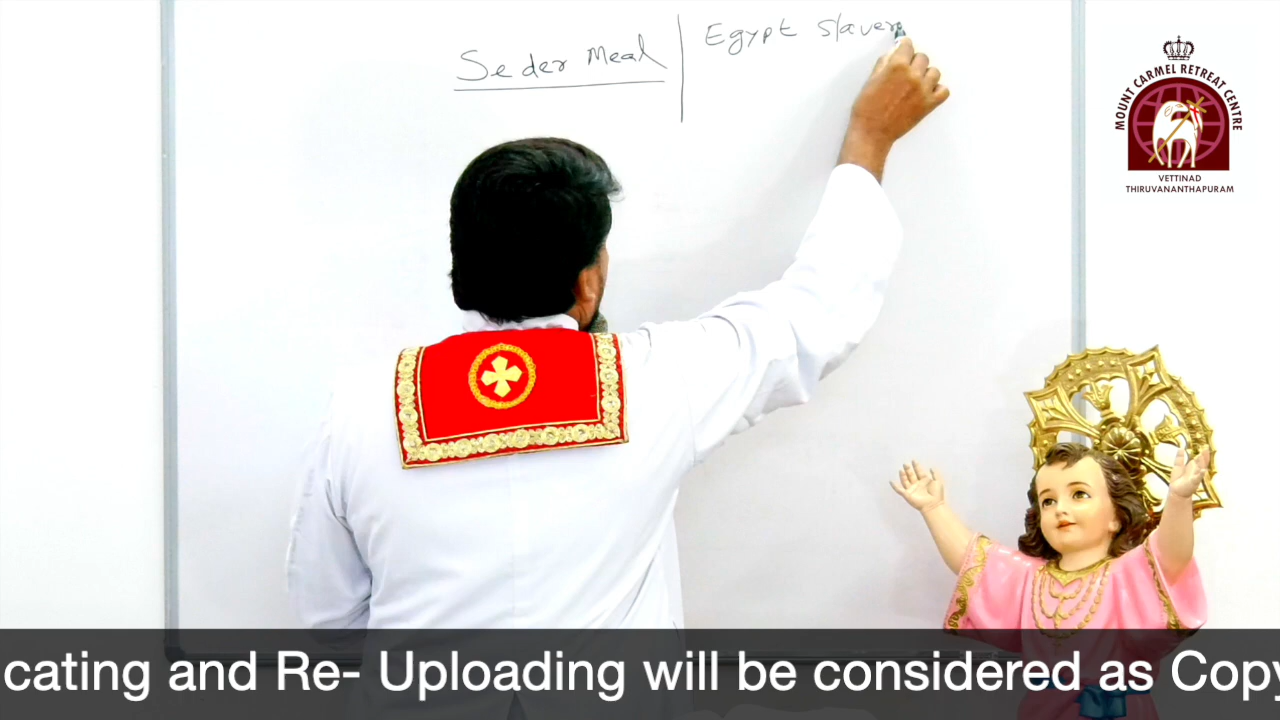 Seder Meal
Egypt slaver
MOUNT CARMEL RETREAT CENTRE
VETTINAD
THIRUVANANTHAPURAM
cating and Re- Uploading will be considered as Copy